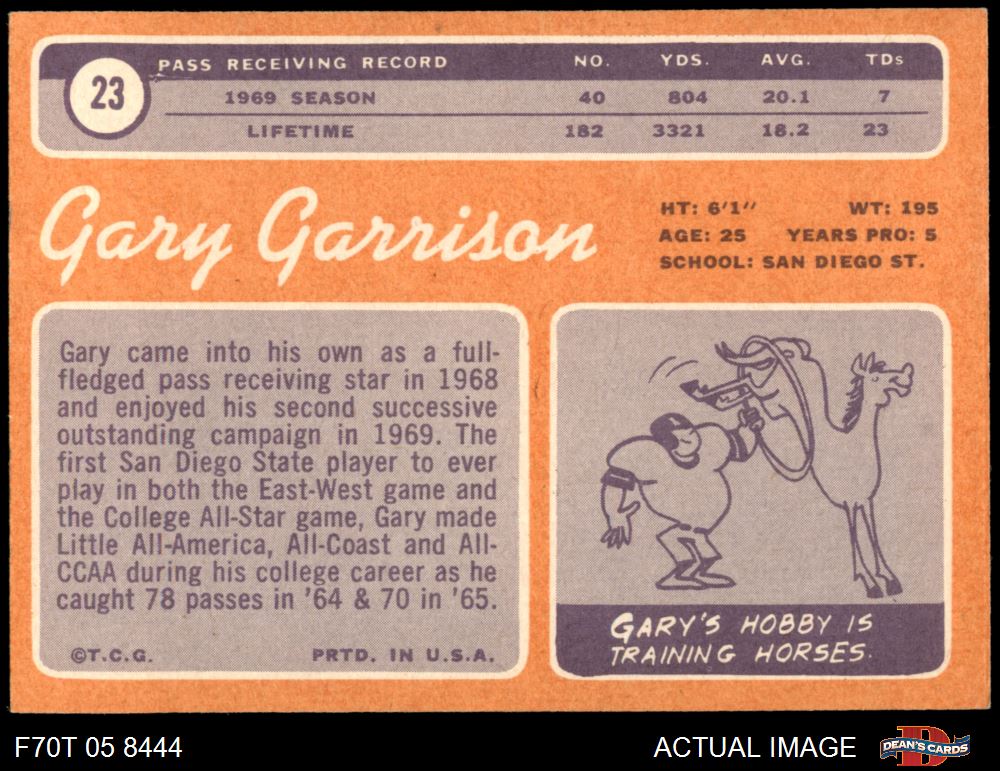 23
PASS RECEIVING RECORD NO. YDS. AVG. TDs
1969 SEASON 40 804 20.1 7
LIFETIME 182 3321 18.2 23
Gary Garrison
HT: 6'1" WT: 195
AGE: 25 YEARS PRO: 5
SCHOOL: SAN DIEGO ST.
Gary came into his own as a full-
fledged pass receiving star in 1968
and enjoyed his second successive
outstanding campaign in 1969. The
first San Diego State player to ever
play in both the East-West game and
the College All-Star game, Gary made
Little All-America, All-Coast and All-
CCAA during his college career as he
caught 78 passes in '64 & 70 in '65.
©T.C.G. PRTD. IN U.S.A.
GARY'S HOBBY IS
TRAINING HORSES.
F70T 05 8444 ACTUAL IMAGE DEAN'S CARDS